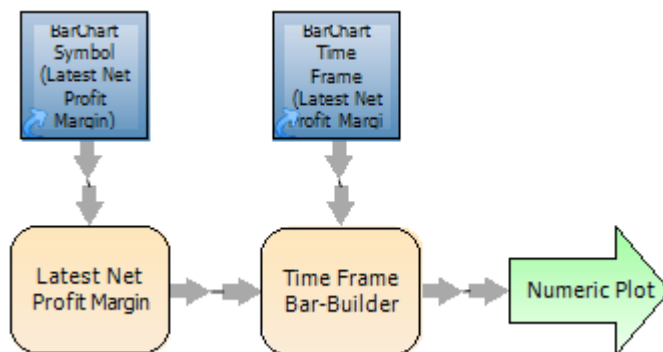 BarChart
Symbol
(Latest Net
Profit
Margin)
BarChart
Time
Frame
(Latest Net
Profit Margi
Latest Net
Profit Margin
Time Frame
Bar-Builder
Numeric Plot